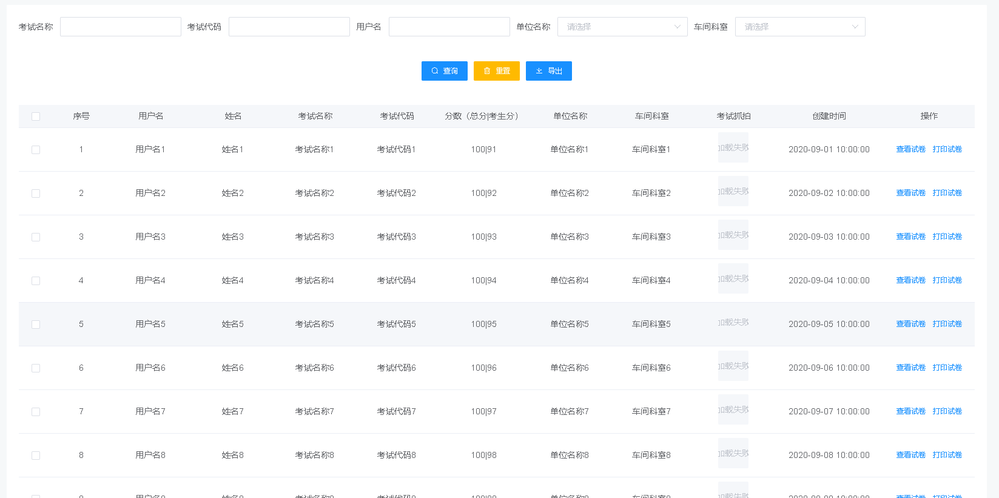 考试名称 考试代码 用户名 单位名称 请选择 车间科室 请选择
查询 重置 导出
序号 用户名 姓名 考试名称 考试代码 分数（总分|考生分） 单位名称 车间科室 考试抓拍 创建时间 操作
1 用户名1 姓名1 考试名称1 考试代码1 100|91 单位名称1 车间科室1 加载失败 2020-09-01 10:00:00 查看试卷 打印试卷
2 用户名2 姓名2 考试名称2 考试代码2 100|92 单位名称2 车间科室2 加载失败 2020-09-02 10:00:00 查看试卷 打印试卷
3 用户名3 姓名3 考试名称3 考试代码3 100|93 单位名称3 车间科室3 加载失败 2020-09-03 10:00:00 查看试卷 打印试卷
4 用户名4 姓名4 考试名称4 考试代码4 100|94 单位名称4 车间科室4 加载失败 2020-09-04 10:00:00 查看试卷 打印试卷
5 用户名5 姓名5 考试名称5 考试代码5 100|95 单位名称5 车间科室5 加载失败 2020-09-05 10:00:00 查看试卷 打印试卷
6 用户名6 姓名6 考试名称6 考试代码6 100|96 单位名称6 车间科室6 加载失败 2020-09-06 10:00:00 查看试卷 打印试卷
7 用户名7 姓名7 考试名称7 考试代码7 100|97 单位名称7 车间科室7 加载失败 2020-09-07 10:00:00 查看试卷 打印试卷
8 用户名8 姓名8 考试名称8 考试代码8 100|98 单位名称8 车间科室8 加载失败 2020-09-08 10:00:00 查看试卷 打印试卷